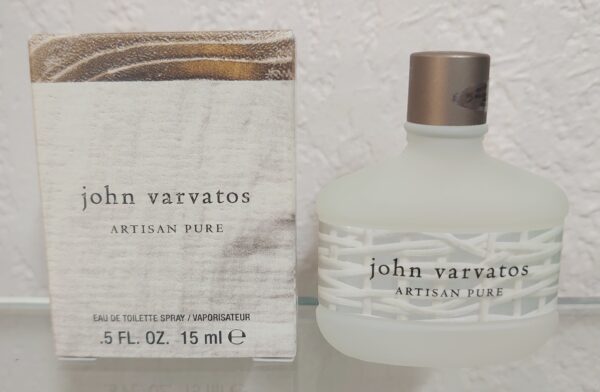 john varvatos
ARTISAN PURE
EAU DE TOILETTE SPRAY / VAPORISATEUR
.5 FL. OZ. 15 ml ℮
john varvatos
ARTISAN PURE